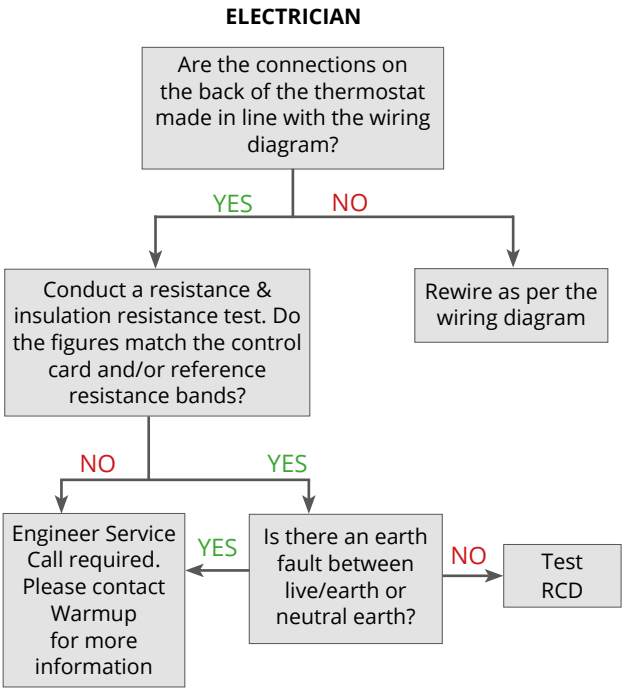 ELECTRICIAN
Are the connections on
the back of the thermostat
made in line with the wiring
diagram?
YES
NO
Conduct a resistance &
insulation resistance test. Do
the figures match the control
card and/or reference
resistance bands?
Rewire as per the
wiring diagram
NO
YES
Engineer Service
Call required.
Please contact
Warmup
for more
information
YES
Is there an earth
fault between
live/earth or
neutral earth?
NO
Test
RCD